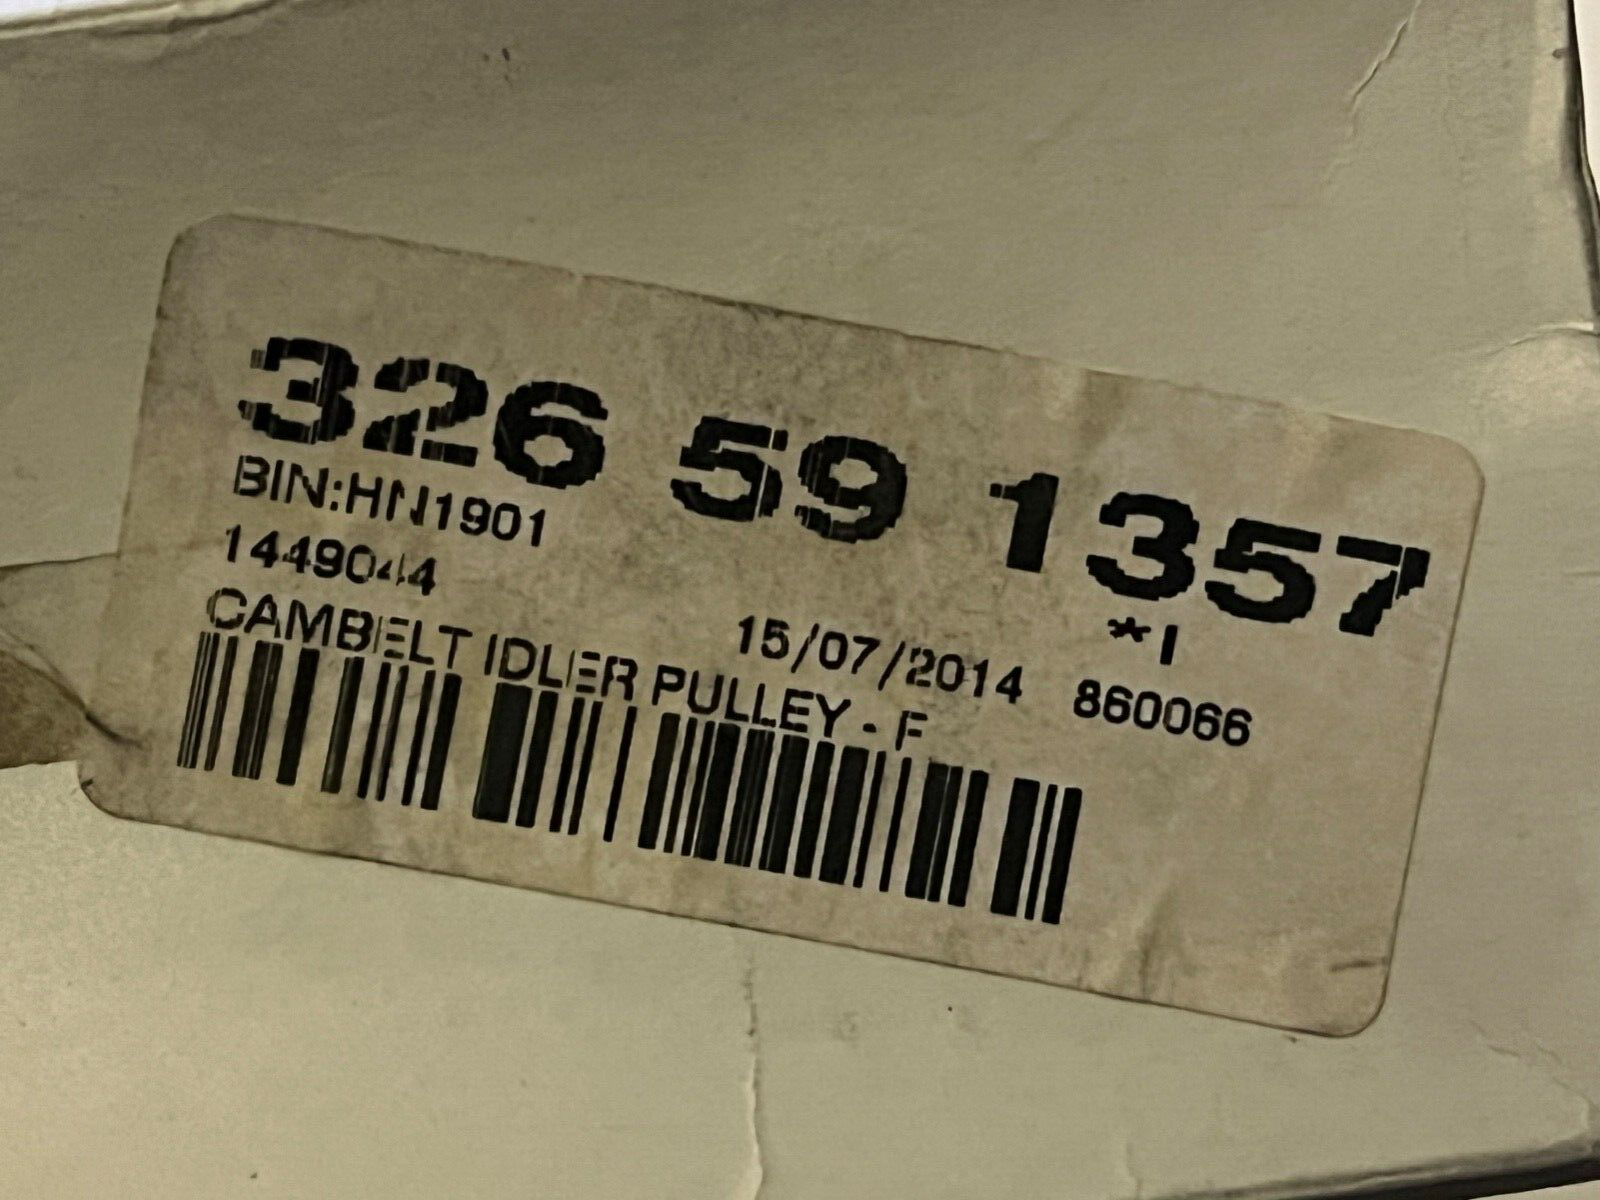 326 59 1357
BIN:HN1901 *I
1449044 15/07/2014 860066
CAMBELT IDLER PULLEY - F